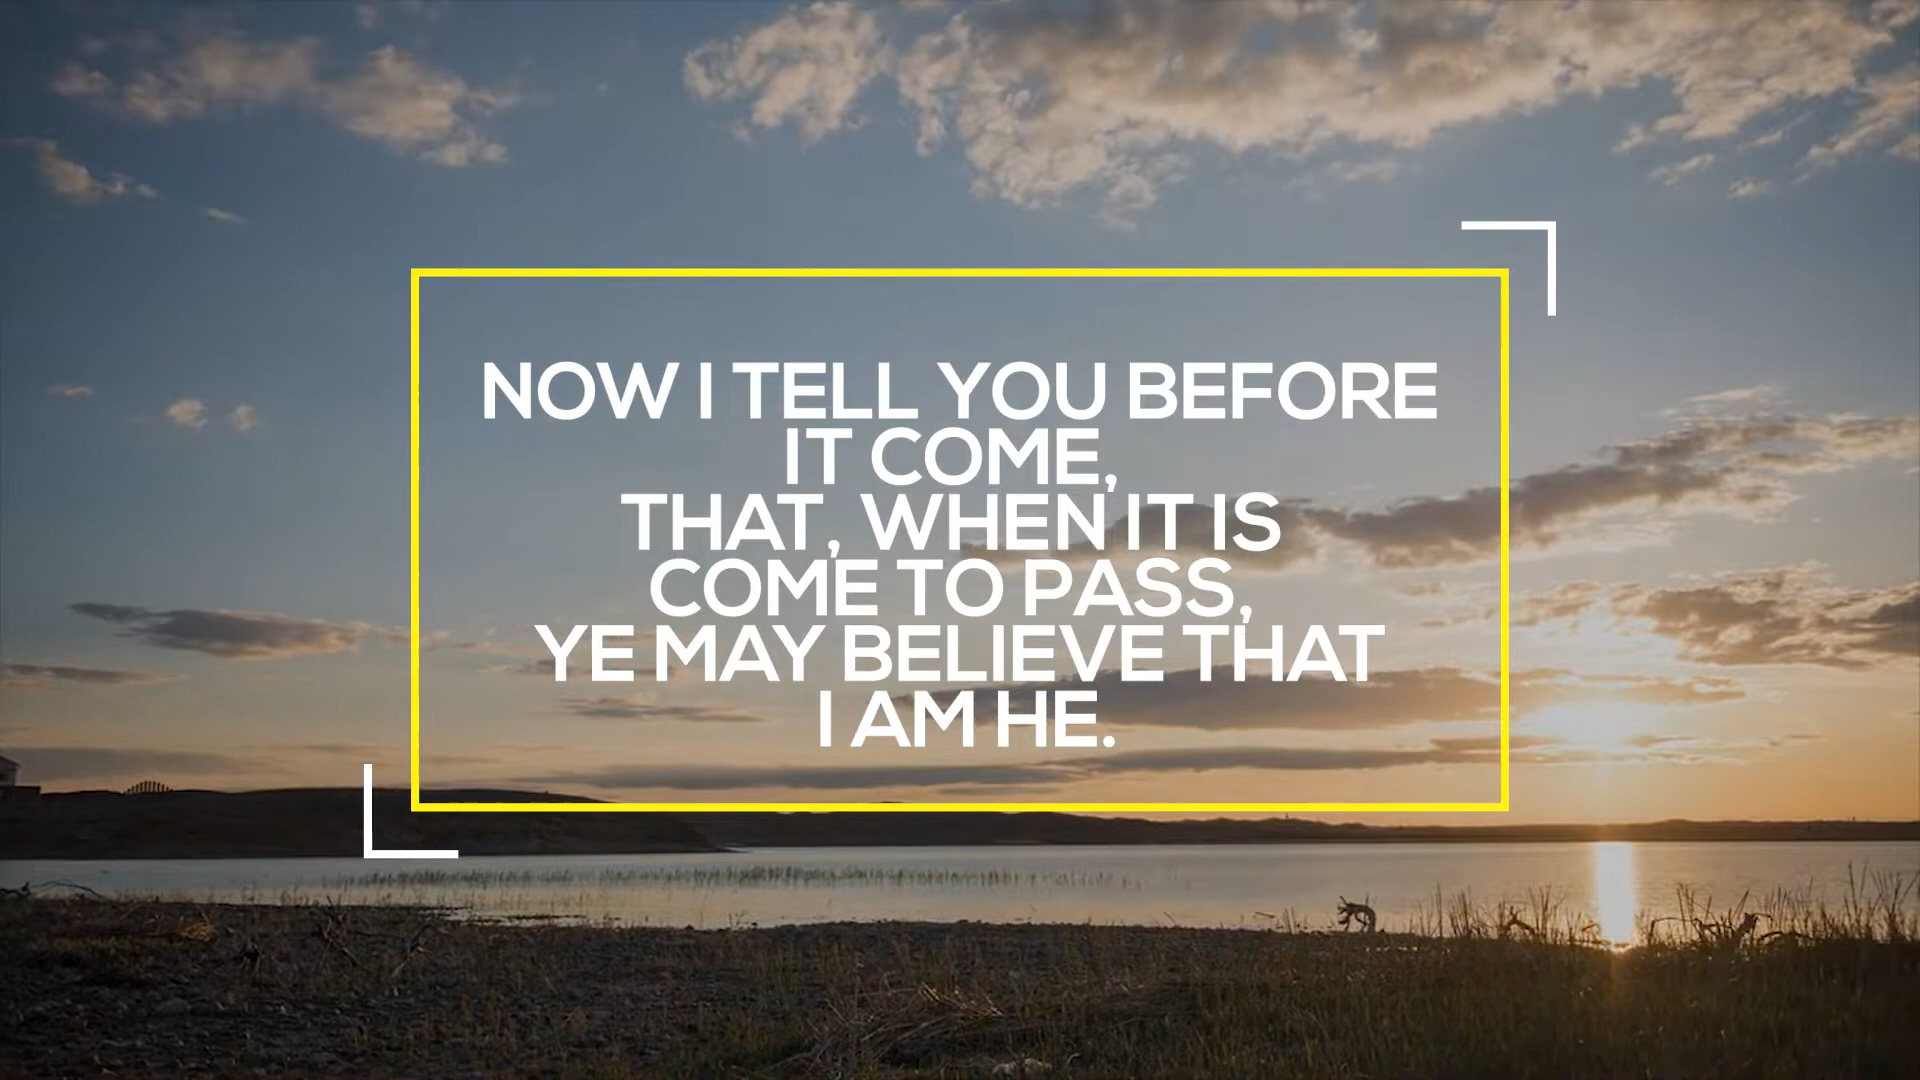 NOW I TELL YOU BEFORE
IT COME,
THAT, WHEN IT IS
COME TO PASS,
YE MAY BELIEVE THAT
I AM HE.